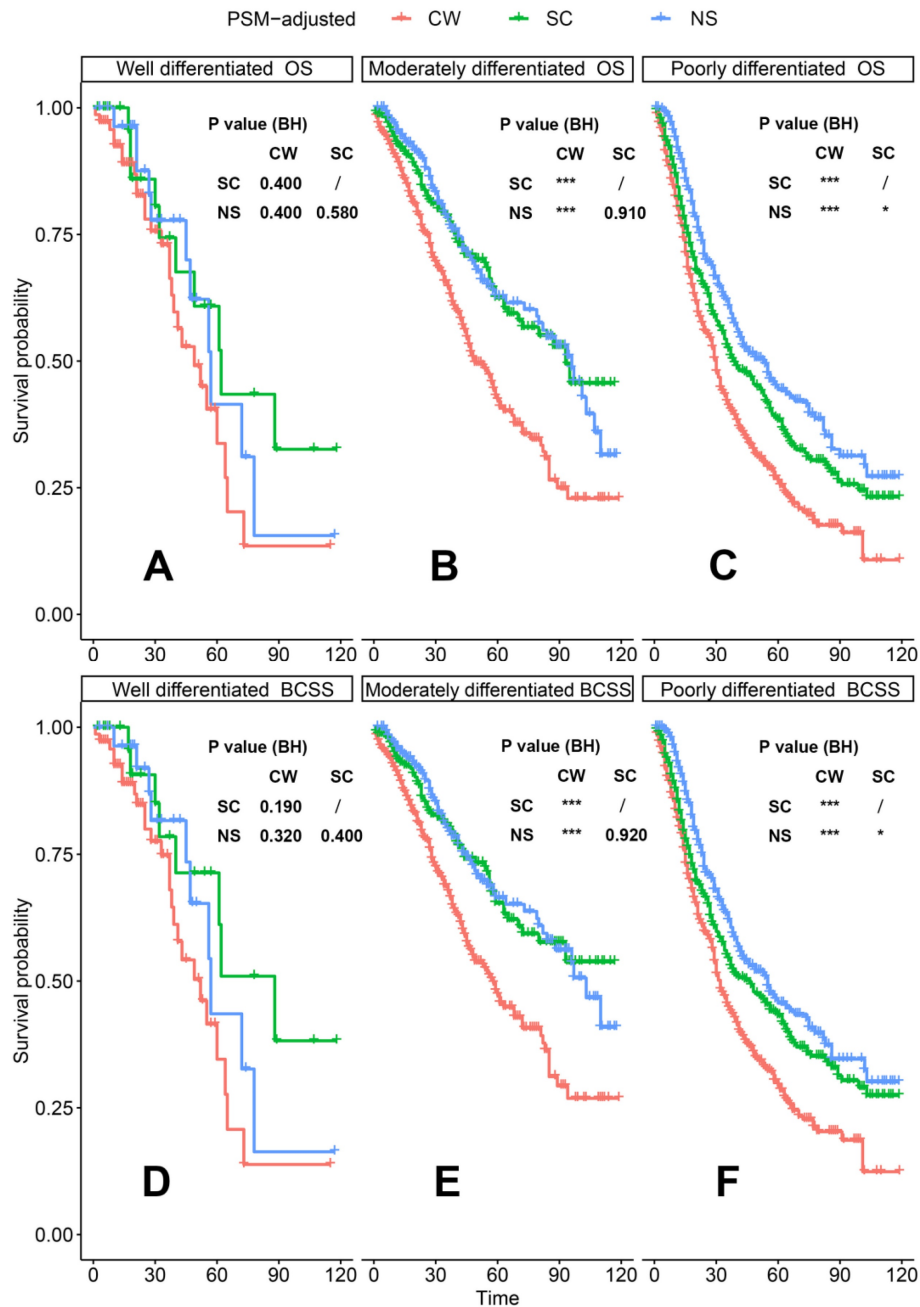 PSM−adjusted CW SC NS
Well differentiated OS Moderately differentiated OS Poorly differentiated OS
P value (BH) P value (BH) P value (BH)
CW SC CW SC CW SC
SC 0.400 / SC *** / SC *** /
NS 0.400 0.580 NS *** 0.910 NS *** *
1.00
0.75
0.50
0.25
0.00
Survival probability
A B C
0 30 60 90 120 0 30 60 90 120 0 30 60 90 120
Well differentiated BCSS Moderately differentiated BCSS Poorly differentiated BCSS
P value (BH) P value (BH) P value (BH)
CW SC CW SC CW SC
SC 0.190 / SC *** / SC *** /
NS 0.320 0.400 NS *** 0.920 NS *** *
1.00
0.75
0.50
0.25
0.00
Survival probability
D E F
0 30 60 90 120 0 30 60 90 120 0 30 60 90 120
Time